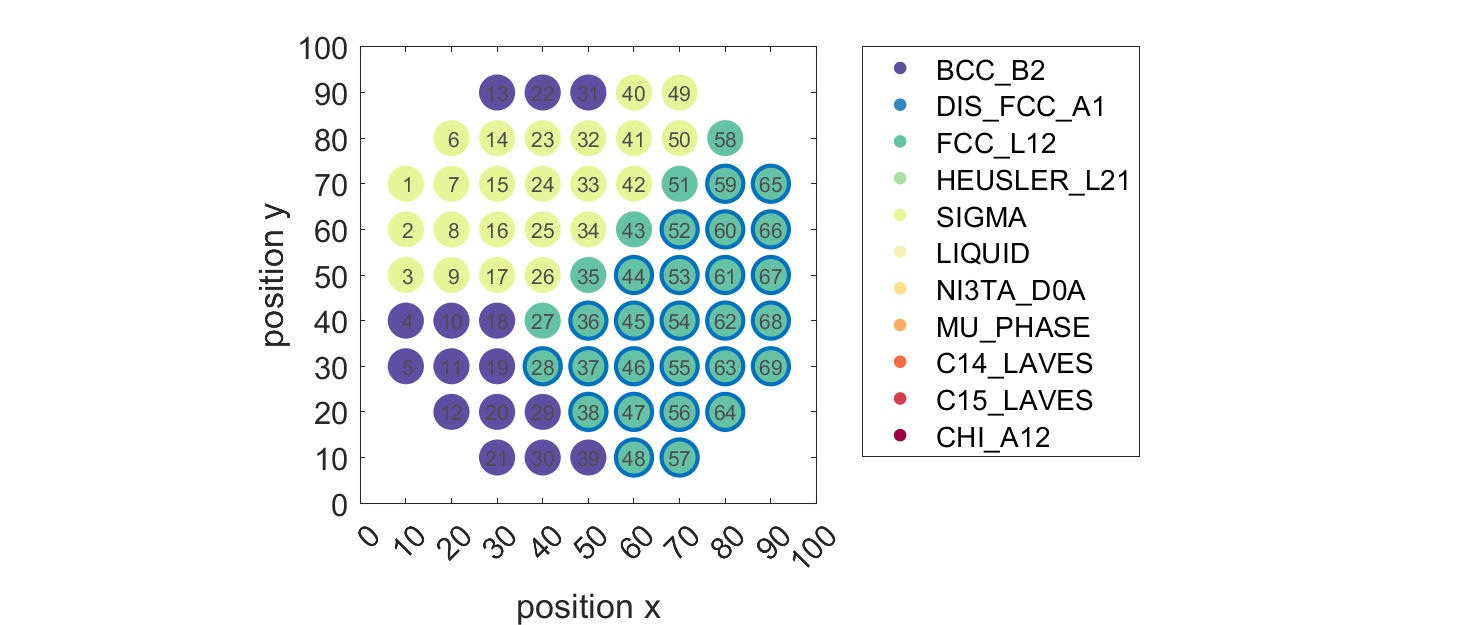 100
90
80
70
60
50
40
30
20
10
0
position y
13 22 31 40 49
6 14 23 32 41 50 58
1 7 15 24 33 42 51 59 65
2 8 16 25 34 43 52 60 66
3 9 17 26 35 44 53 61 67
4 10 18 27 36 45 54 62 68
5 11 19 28 37 46 55 63 69
12 20 29 38 47 56 64
21 30 39 48 57
0 10 20 30 40 50 60 70 80 90 100
position x
BCC_B2
DIS_FCC_A1
FCC_L12
HEUSLER_L21
SIGMA
LIQUID
NI3TA_D0A
MU_PHASE
C14_LAVES
C15_LAVES
CHI_A12